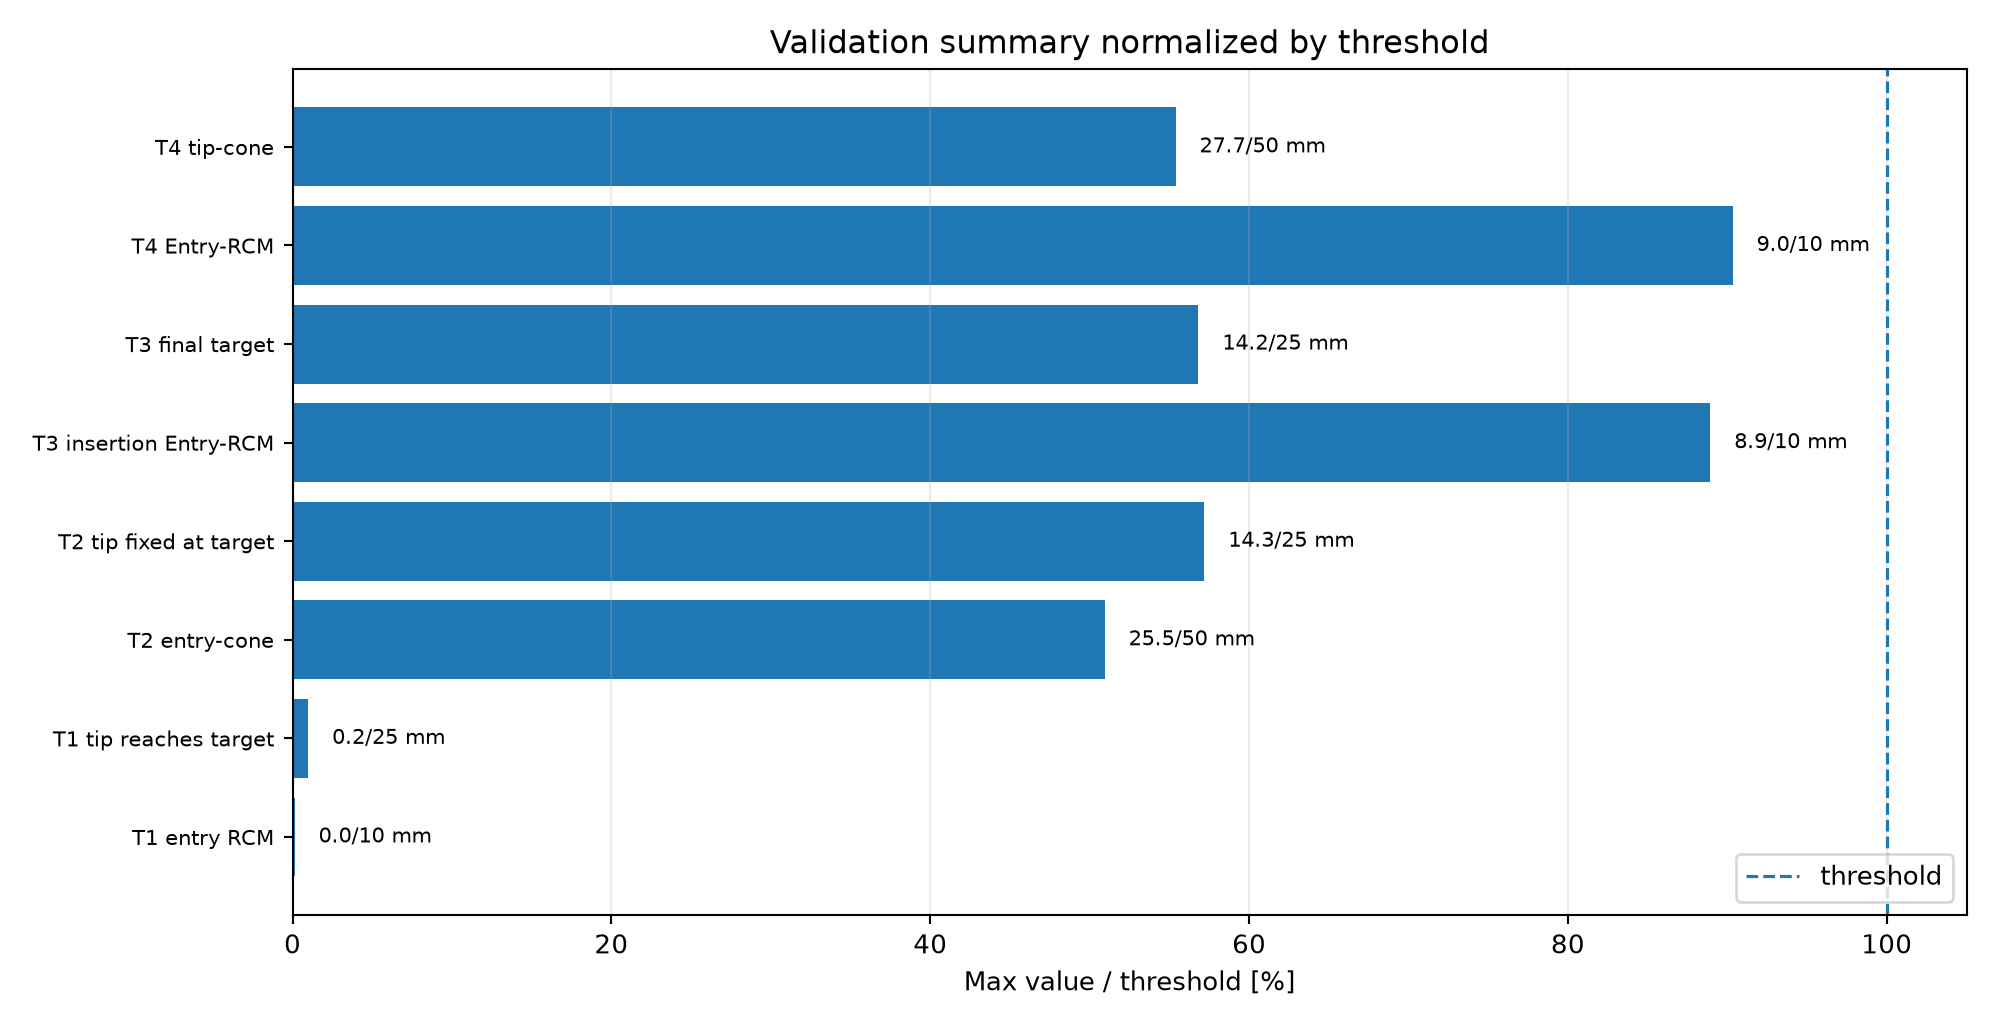 Validation summary normalized by threshold
T4 tip-cone
27.7/50 mm
T4 Entry-RCM
9.0/10 mm
T3 final target
14.2/25 mm
T3 insertion Entry-RCM
8.9/10 mm
T2 tip fixed at target
14.3/25 mm
T2 entry-cone
25.5/50 mm
T1 tip reaches target
0.2/25 mm
T1 entry RCM
0.0/10 mm
threshold
0 20 40 60 80 100
Max value / threshold [%]